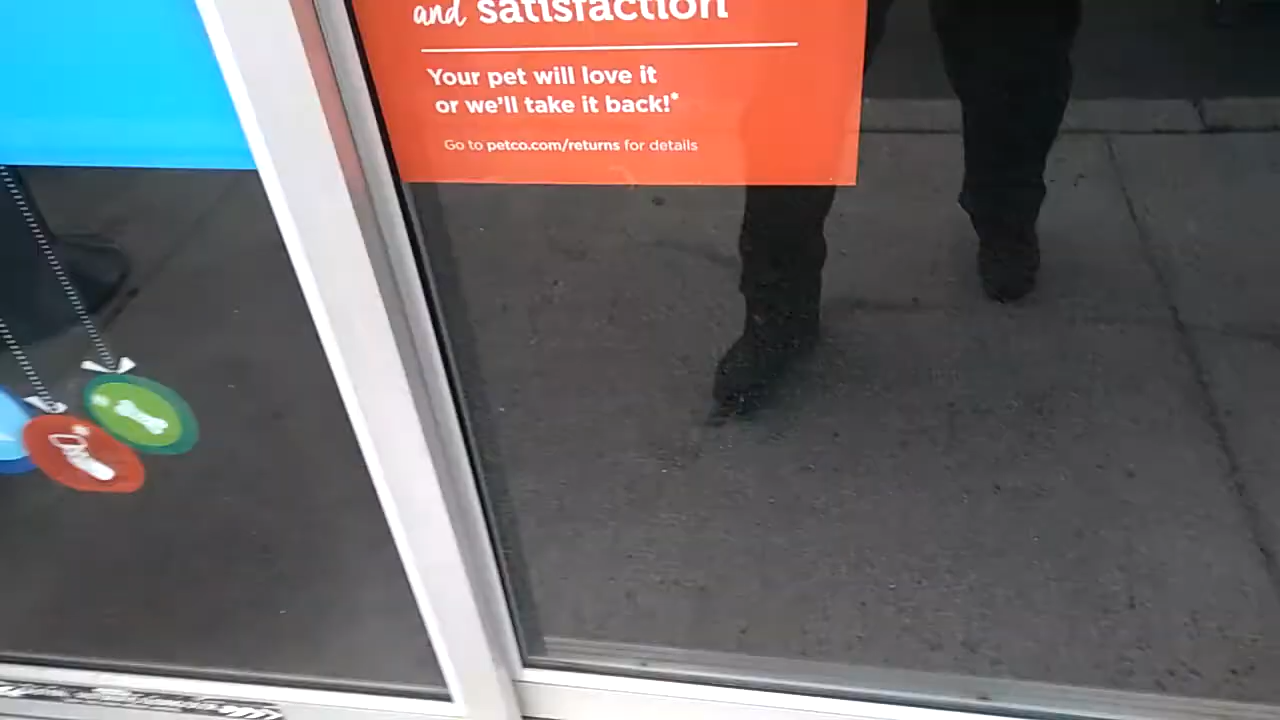 and satisfaction
Your pet will love it
or we'll take it back!*
Go to petco.com/returns for details